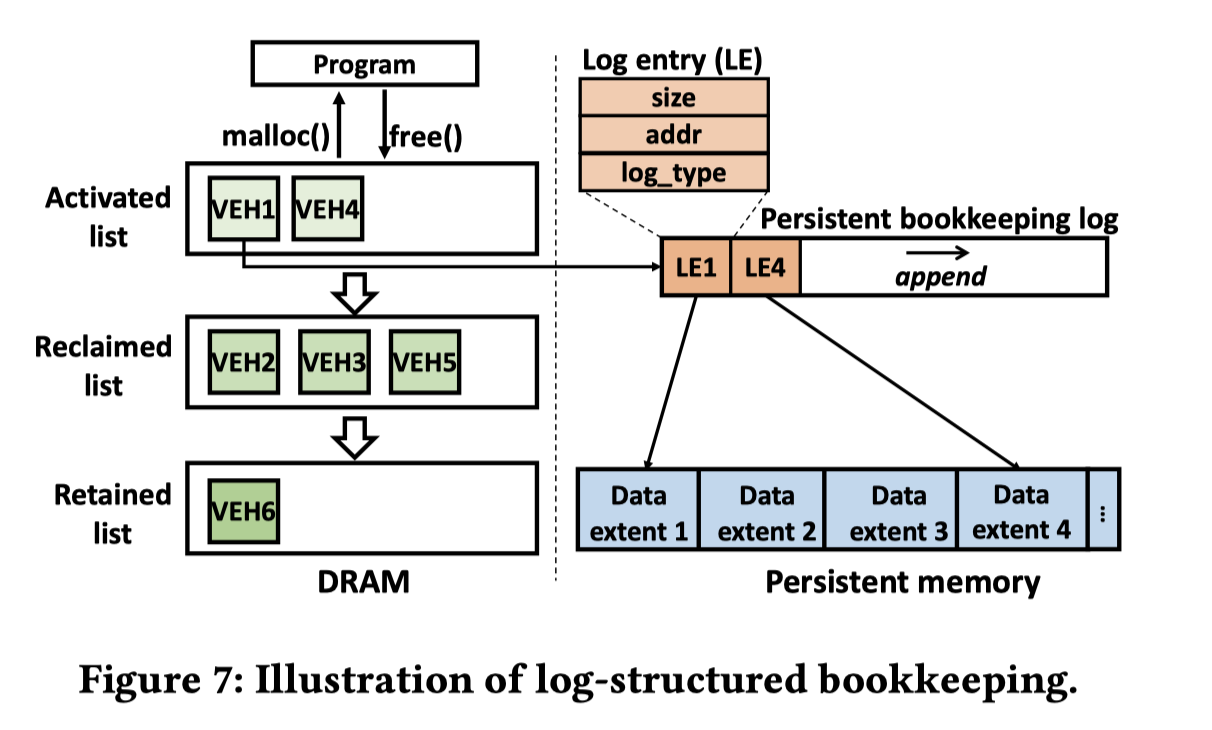 Program
malloc()
free()
Activated
list
VEH1
VEH4
Reclaimed
list
VEH2
VEH3
VEH5
Retained
list
VEH6
DRAM
Log entry (LE)
size
addr
log_type
Persistent bookkeeping log
LE1
LE4
append
Data
extent 1
Data
extent 2
Data
extent 3
Data
extent 4
...
Persistent memory
Figure 7: Illustration of log-structured bookkeeping.